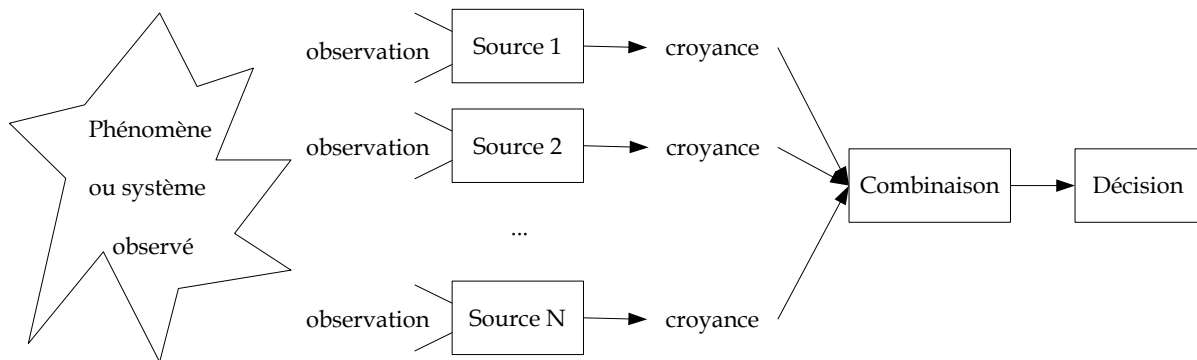 Phénomène
ou système
observé
observation
Source 1
croyance
observation
Source 2
croyance
...
observation
Source N
croyance
Combinaison
Décision